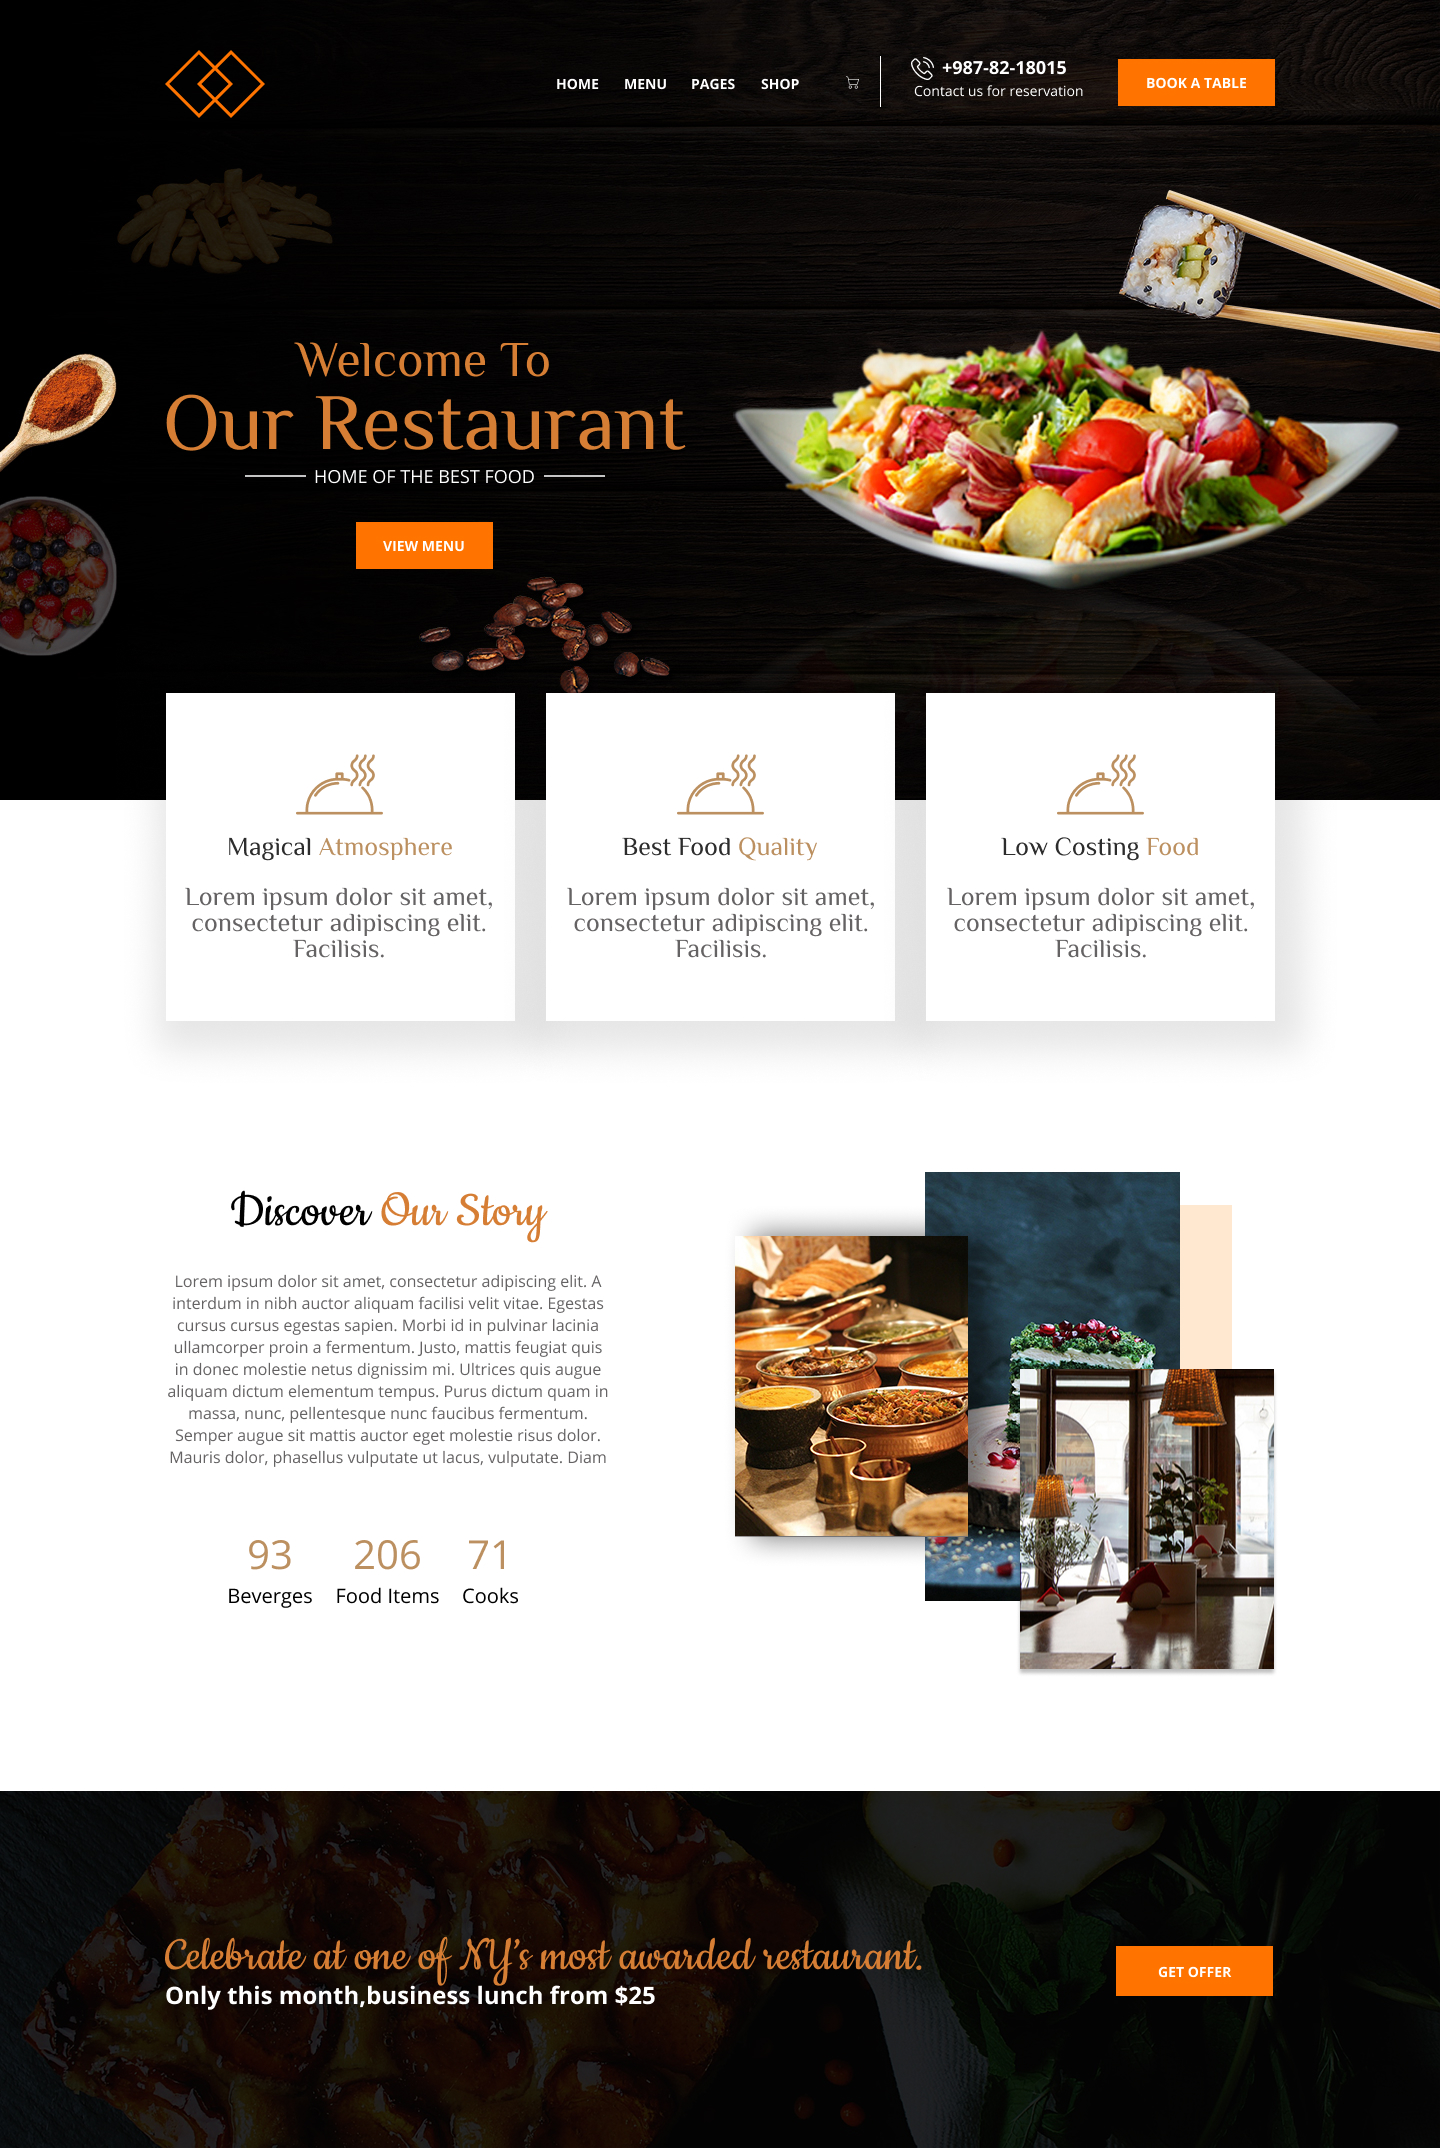 HOME MENU PAGES SHOP
+987-82-18015
Contact us for reservation
BOOK A TABLE
Welcome To
Our Restaurant
HOME OF THE BEST FOOD
VIEW MENU
Magical Atmosphere
Lorem ipsum dolor sit amet,
consectetur adipiscing elit.
Facilisis.
Best Food Quality
Lorem ipsum dolor sit amet,
consectetur adipiscing elit.
Facilisis.
Low Costing Food
Lorem ipsum dolor sit amet,
consectetur adipiscing elit.
Facilisis.
Discover Our Story
Lorem ipsum dolor sit amet, consectetur adipiscing elit. A
interdum in nibh auctor aliquam facilisi velit vitae. Egestas
cursus cursus egestas sapien. Morbi id in pulvinar lacinia
ullamcorper proin a fermentum. Justo, mattis feugiat quis
in donec molestie netus dignissim mi. Ultrices quis augue
aliquam dictum elementum tempus. Purus dictum quam in
massa, nunc, pellentesque nunc faucibus fermentum.
Semper augue sit mattis auctor eget molestie risus dolor.
Mauris dolor, phasellus vulputate ut lacus, vulputate. Diam
93 206 71
Beverges Food Items Cooks
Celebrate at one of NY's most awarded restaurant.
Only this month,business lunch from $25
GET OFFER